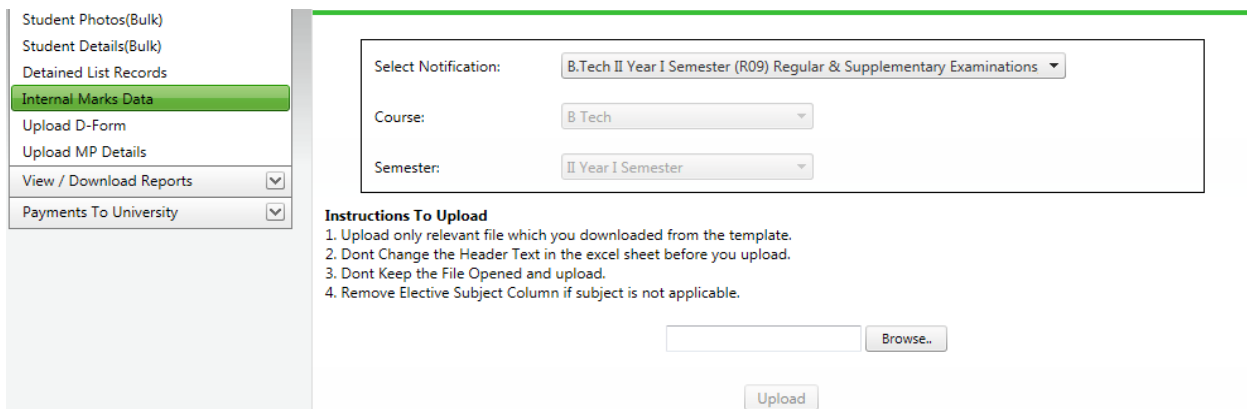 Student Photos(Bulk)
Student Details(Bulk)
Detained List Records
Internal Marks Data
Upload D-Form
Upload MP Details
View / Download Reports
Payments To University
Select Notification: B.Tech II Year I Semester (R09) Regular & Supplementary Examinations
Course: B Tech
Semester: II Year I Semester
Instructions To Upload
1. Upload only relevant file which you downloaded from the template.
2. Dont Change the Header Text in the excel sheet before you upload.
3. Dont Keep the File Opened and upload.
4. Remove Elective Subject Column if subject is not applicable.
Browse..
Upload